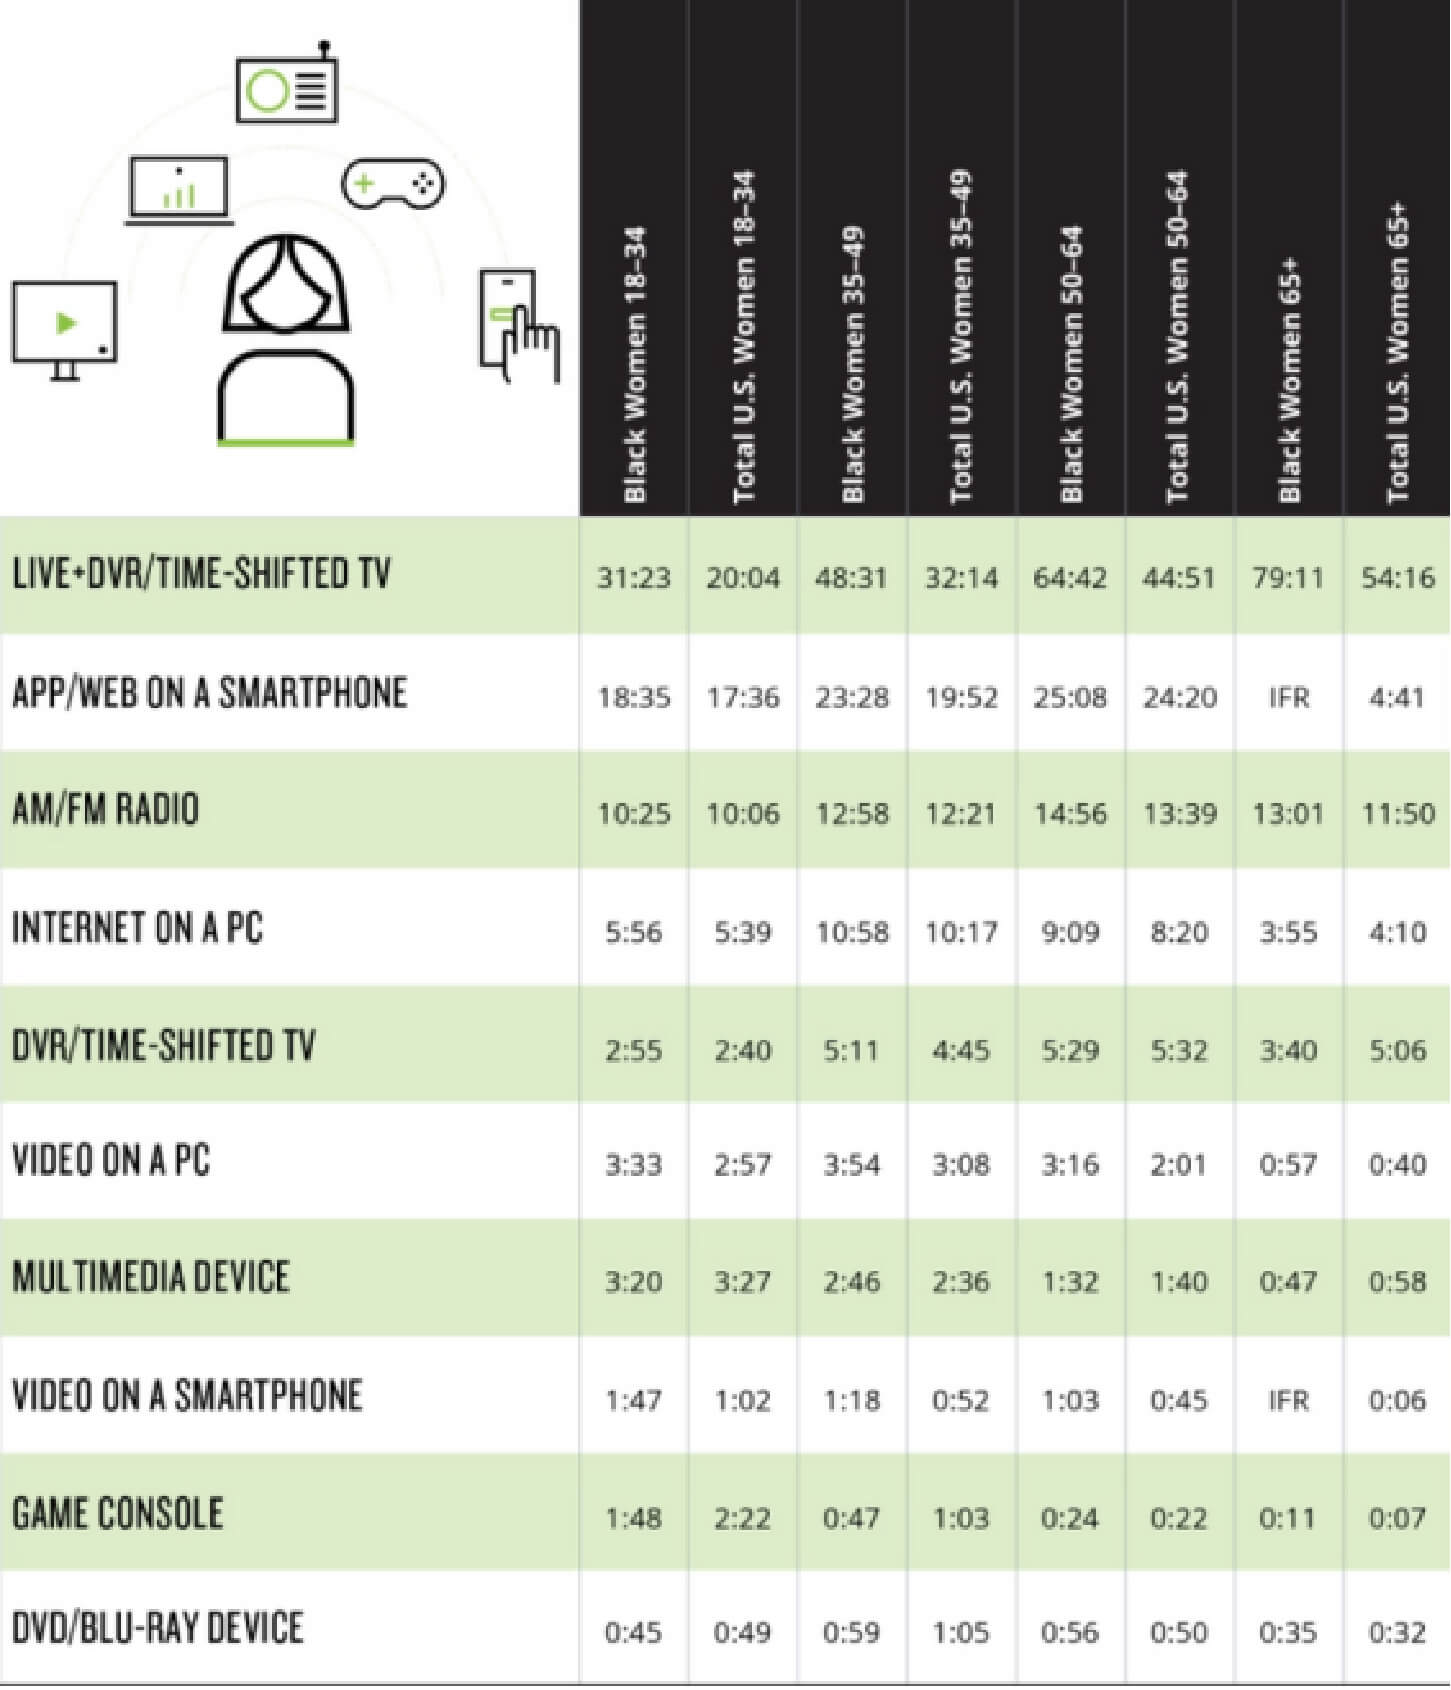 Black Women 18–34
Total U.S. Women 18–34
Black Women 35–49
Total U.S. Women 35–49
Black Women 50–64
Total U.S. Women 50–64
Black Women 65+
Total U.S. Women 65+
LIVE+DVR/TIME-SHIFTED TV 31:23 20:04 48:31 32:14 64:42 44:51 79:11 54:16
APP/WEB ON A SMARTPHONE 18:35 17:36 23:28 19:52 25:08 24:20 IFR 4:41
AM/FM RADIO 10:25 10:06 12:58 12:21 14:56 13:39 13:01 11:50
INTERNET ON A PC 5:56 5:39 10:58 10:17 9:09 8:20 3:55 4:10
DVR/TIME-SHIFTED TV 2:55 2:40 5:11 4:45 5:29 5:32 3:40 5:06
VIDEO ON A PC 3:33 2:57 3:54 3:08 3:16 2:01 0:57 0:40
MULTIMEDIA DEVICE 3:20 3:27 2:46 2:36 1:32 1:40 0:47 0:58
VIDEO ON A SMARTPHONE 1:47 1:02 1:18 0:52 1:03 0:45 IFR 0:06
GAME CONSOLE 1:48 2:22 0:47 1:03 0:24 0:22 0:11 0:07
DVD/BLU-RAY DEVICE 0:45 0:49 0:59 1:05 0:56 0:50 0:35 0:32